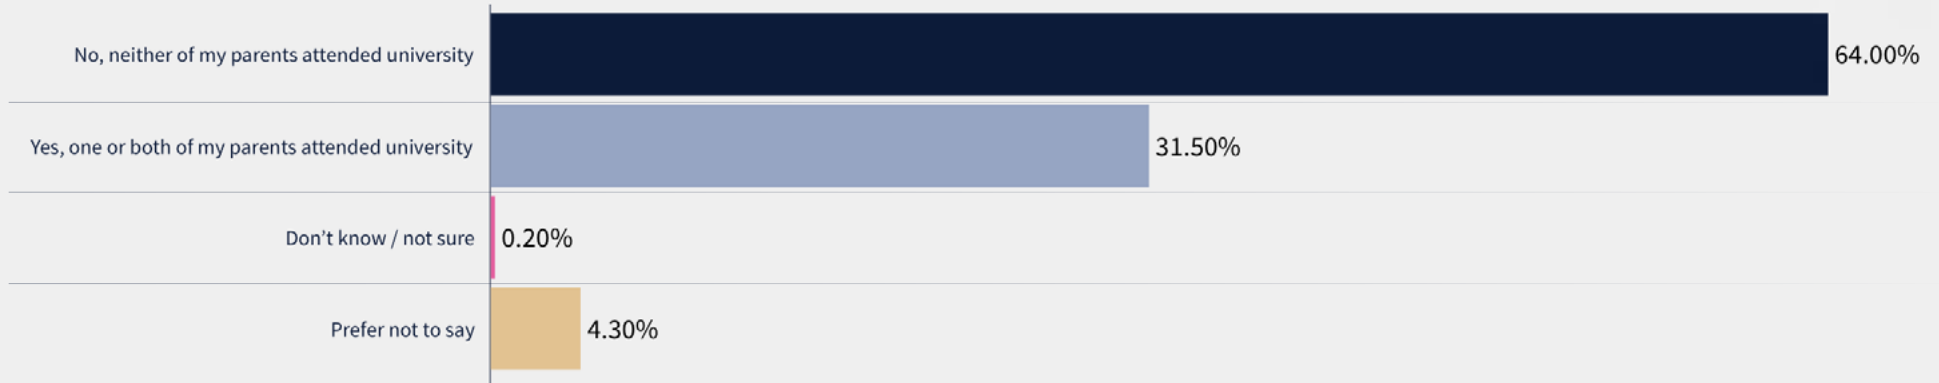 No, neither of my parents attended university 64.00%
Yes, one or both of my parents attended university 31.50%
Don’t know / not sure 0.20%
Prefer not to say 4.30%